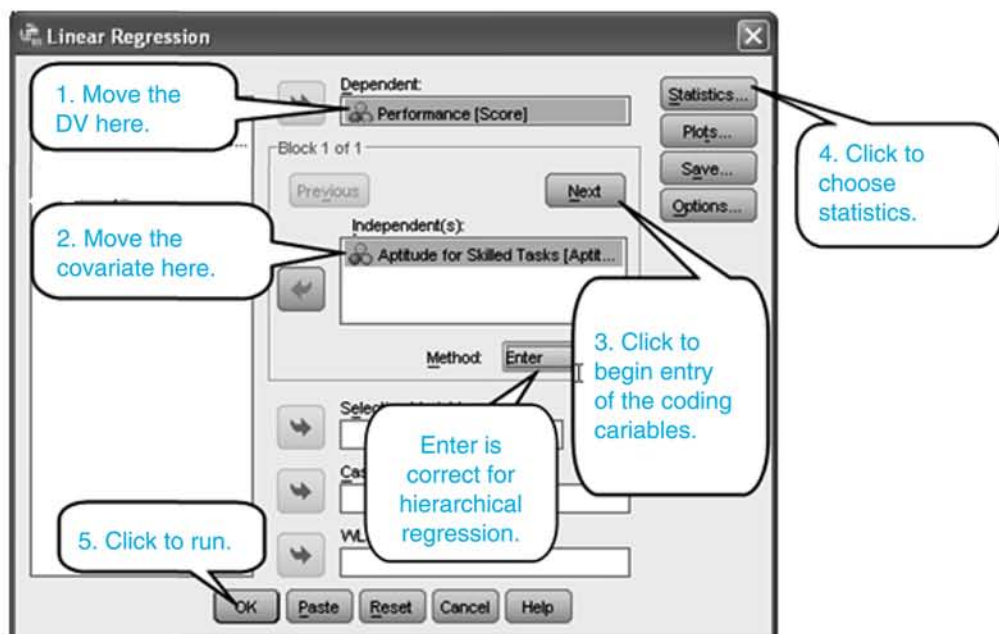 Linear Regression
1. Move the
DV here.
Dependent:
Performance [Score]
Statistics...
Plots...
Save...
Options...
4. Click to
choose
statistics.
Block 1 of 1
Previous
Next
2. Move the
covariate here.
Independent(s):
Aptitude for Skilled Tasks [Aptit...
3. Click to
begin entry
of the coding
cariables.
Method:
Enter
Enter is
correct for
hierarchical
regression.
5. Click to run.
OK
Paste
Reset
Cancel
Help